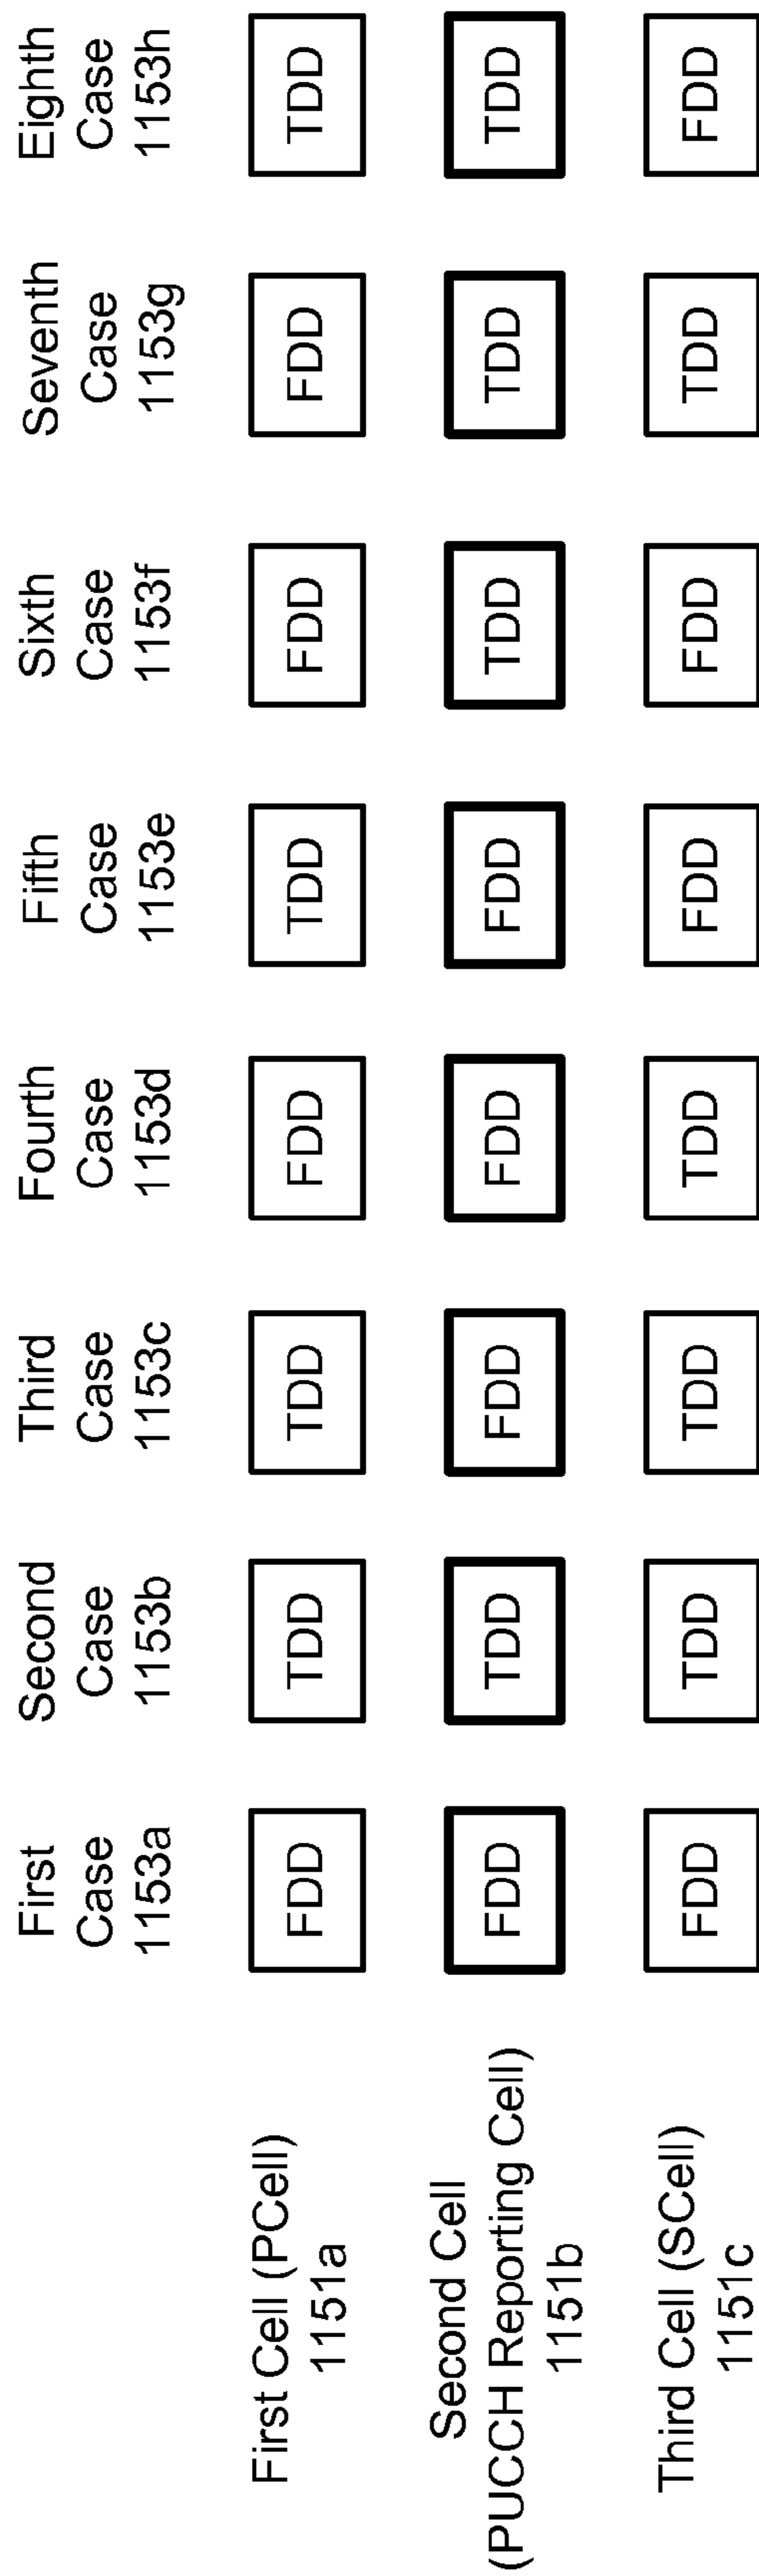 First
Case
1153a
Second
Case
1153b
Third
Case
1153c
Fourth
Case
1153d
Fifth
Case
1153e
Sixth
Case
1153f
Seventh
Case
1153g
Eighth
Case
1153h
First Cell (PCell)
1151a
FDD
TDD
TDD
FDD
TDD
FDD
FDD
TDD
Second Cell
(PUCCH Reporting Cell)
1151b
FDD
TDD
FDD
FDD
FDD
TDD
TDD
TDD
Third Cell (SCell)
1151c
FDD
TDD
TDD
TDD
FDD
FDD
TDD
FDD